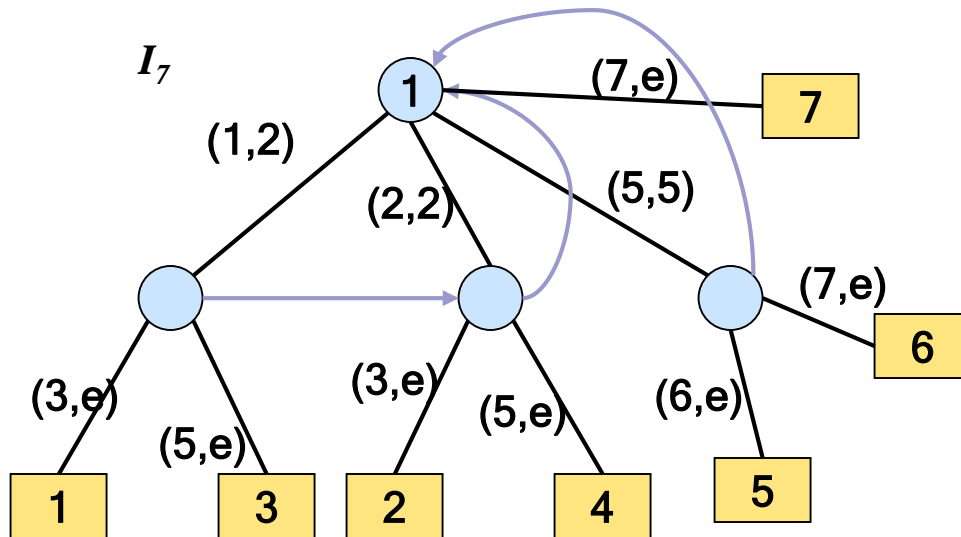 I7
1
(7,e)
7
(1,2)
(2,2)
(5,5)
(7,e)
6
(3,e)
(5,e)
(3,e)
(5,e)
(6,e)
1
3
2
4
5